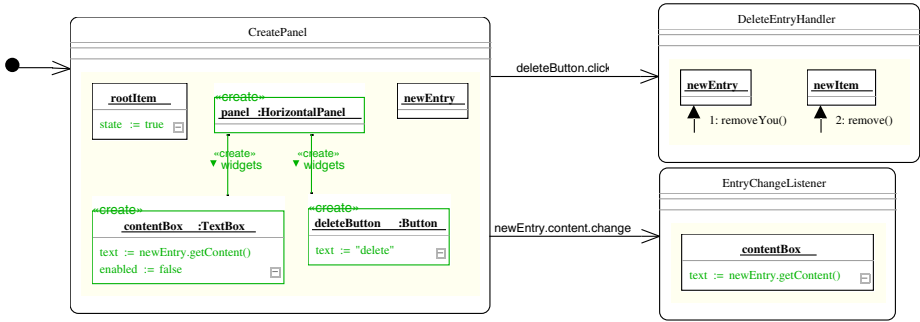 CreatePanel
rootItem
state := true
«create»
panel :HorizontalPanel
newEntry
«create»
▼ widgets
«create»
▼ widgets
«create»
contentBox :TextBox
text := newEntry.getContent()
enabled := false
«create»
deleteButton :Button
text := "delete"
deleteButton.click
DeleteEntryHandler
newEntry
newItem
1: removeYou()
2: remove()
newEntry.content.change
EntryChangeListener
contentBox
text := newEntry.getContent()